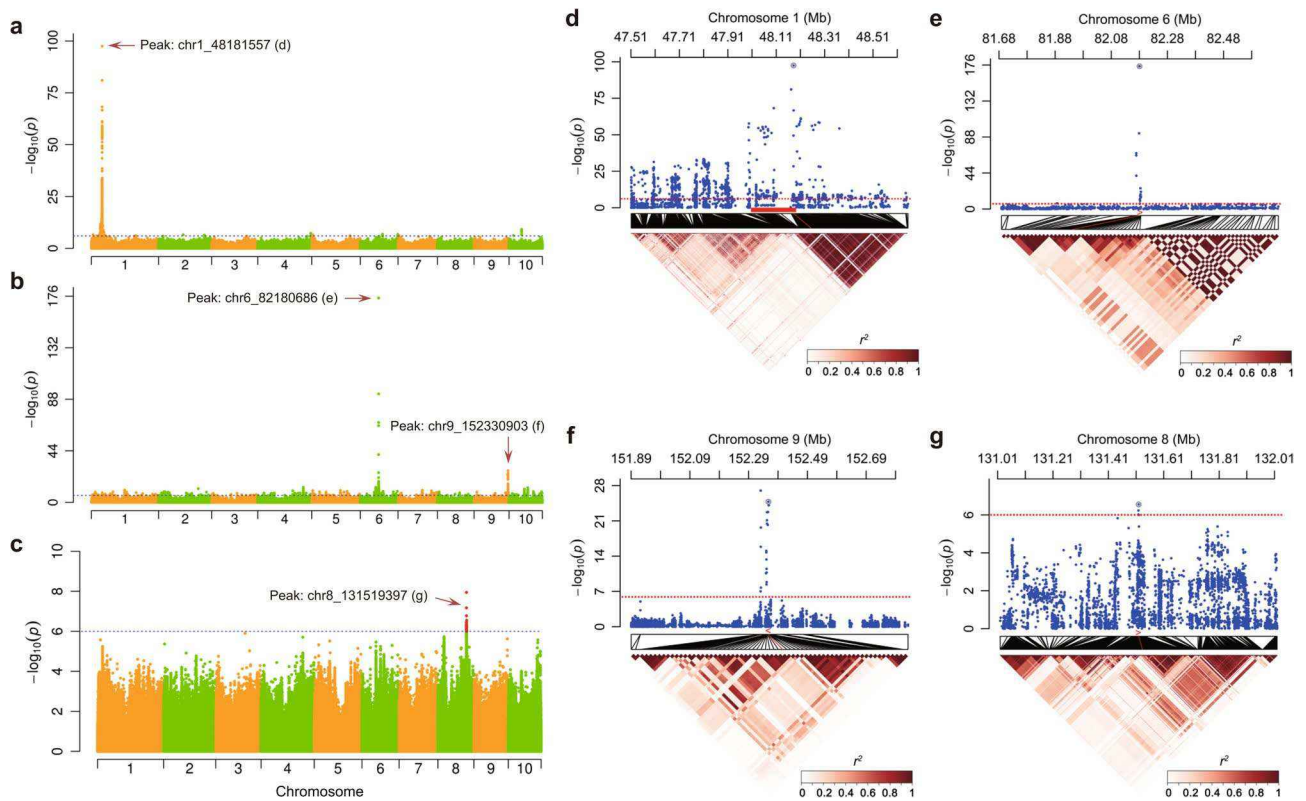 a
100
75
50
25
0
−log10(p)
Peak: chr1_48181557 (d)
1 2 3 4 5 6 7 8 9 10
b
176
132
88
44
0
−log10(p)
Peak: chr6_82180686 (e)
Peak: chr9_152330903 (f)
1 2 3 4 5 6 7 8 9 10
c
10
8
6
4
2
0
−log10(p)
Peak: chr8_131519397 (g)
1 2 3 4 5 6 7 8 9 10
Chromosome
d
Chromosome 1 (Mb)
47.51 47.71 47.91 48.11 48.31 48.51
100
75
50
25
0
−log10(p)
r²
0 0.2 0.4 0.6 0.8 1
e
Chromosome 6 (Mb)
81.68 81.88 82.08 82.28 82.48
176
132
88
44
0
−log10(p)
r²
0 0.2 0.4 0.6 0.8 1
f
Chromosome 9 (Mb)
151.89 152.09 152.29 152.49 152.69
28
21
14
7
0
−log10(p)
r²
0 0.2 0.4 0.6 0.8 1
g
Chromosome 8 (Mb)
131.01 131.21 131.41 131.61 131.81 132.01
6
4
2
0
−log10(p)
r²
0 0.2 0.4 0.6 0.8 1